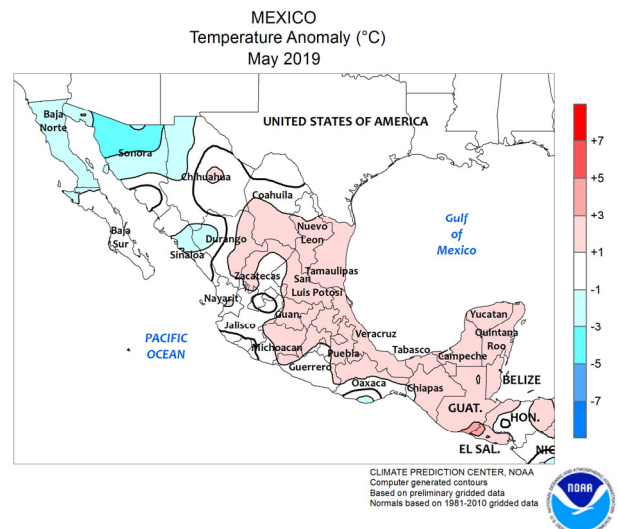 MEXICO
Temperature Anomaly (°C)
May 2019
Baja
Norte
UNITED STATES OF AMERICA
Sonora
Chihuahua
Coahuila
Baja
Sur
Durango
Sinaloa
Nuevo
Leon
Gulf
of
Mexico
Zacatecas
San
Luis Potosi
Tamaulipas
Nayarit
Guan.
Jalisco
Michoacan
Guerrero
Puebla
Veracruz
Tabasco
Oaxaca
Chiapas
Campeche
Yucatan
Quintana
Roo
PACIFIC
OCEAN
BELIZE
GUAT.
HON.
EL SAL.
NIC
+7
+5
+3
+1
-1
-3
-5
-7
CLIMATE PREDICTION CENTER, NOAA
Computer generated contours
Based on preliminary gridded data
Normals based on 1981-2010 gridded data
NOAA